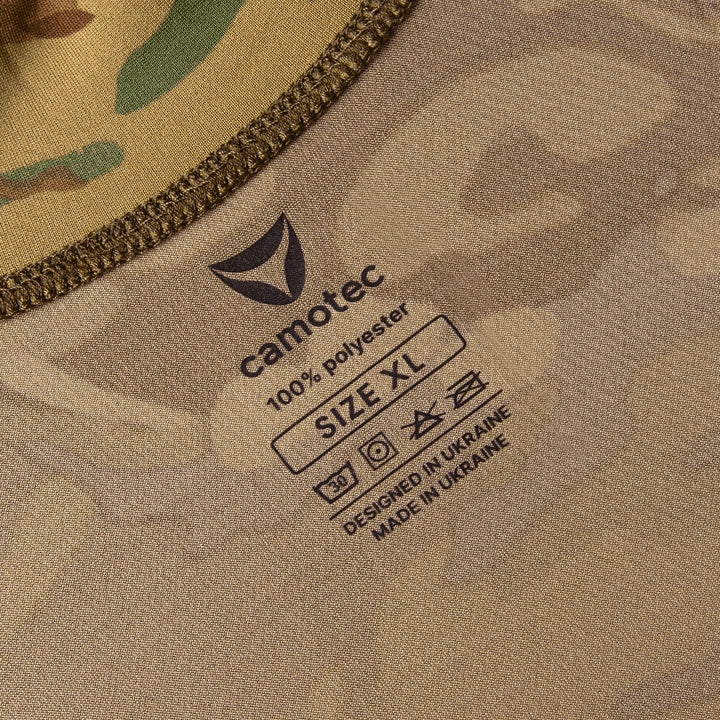 camotec
100% polyester
SIZE XL
30
DESIGNED IN UKRAINE
MADE IN UKRAINE